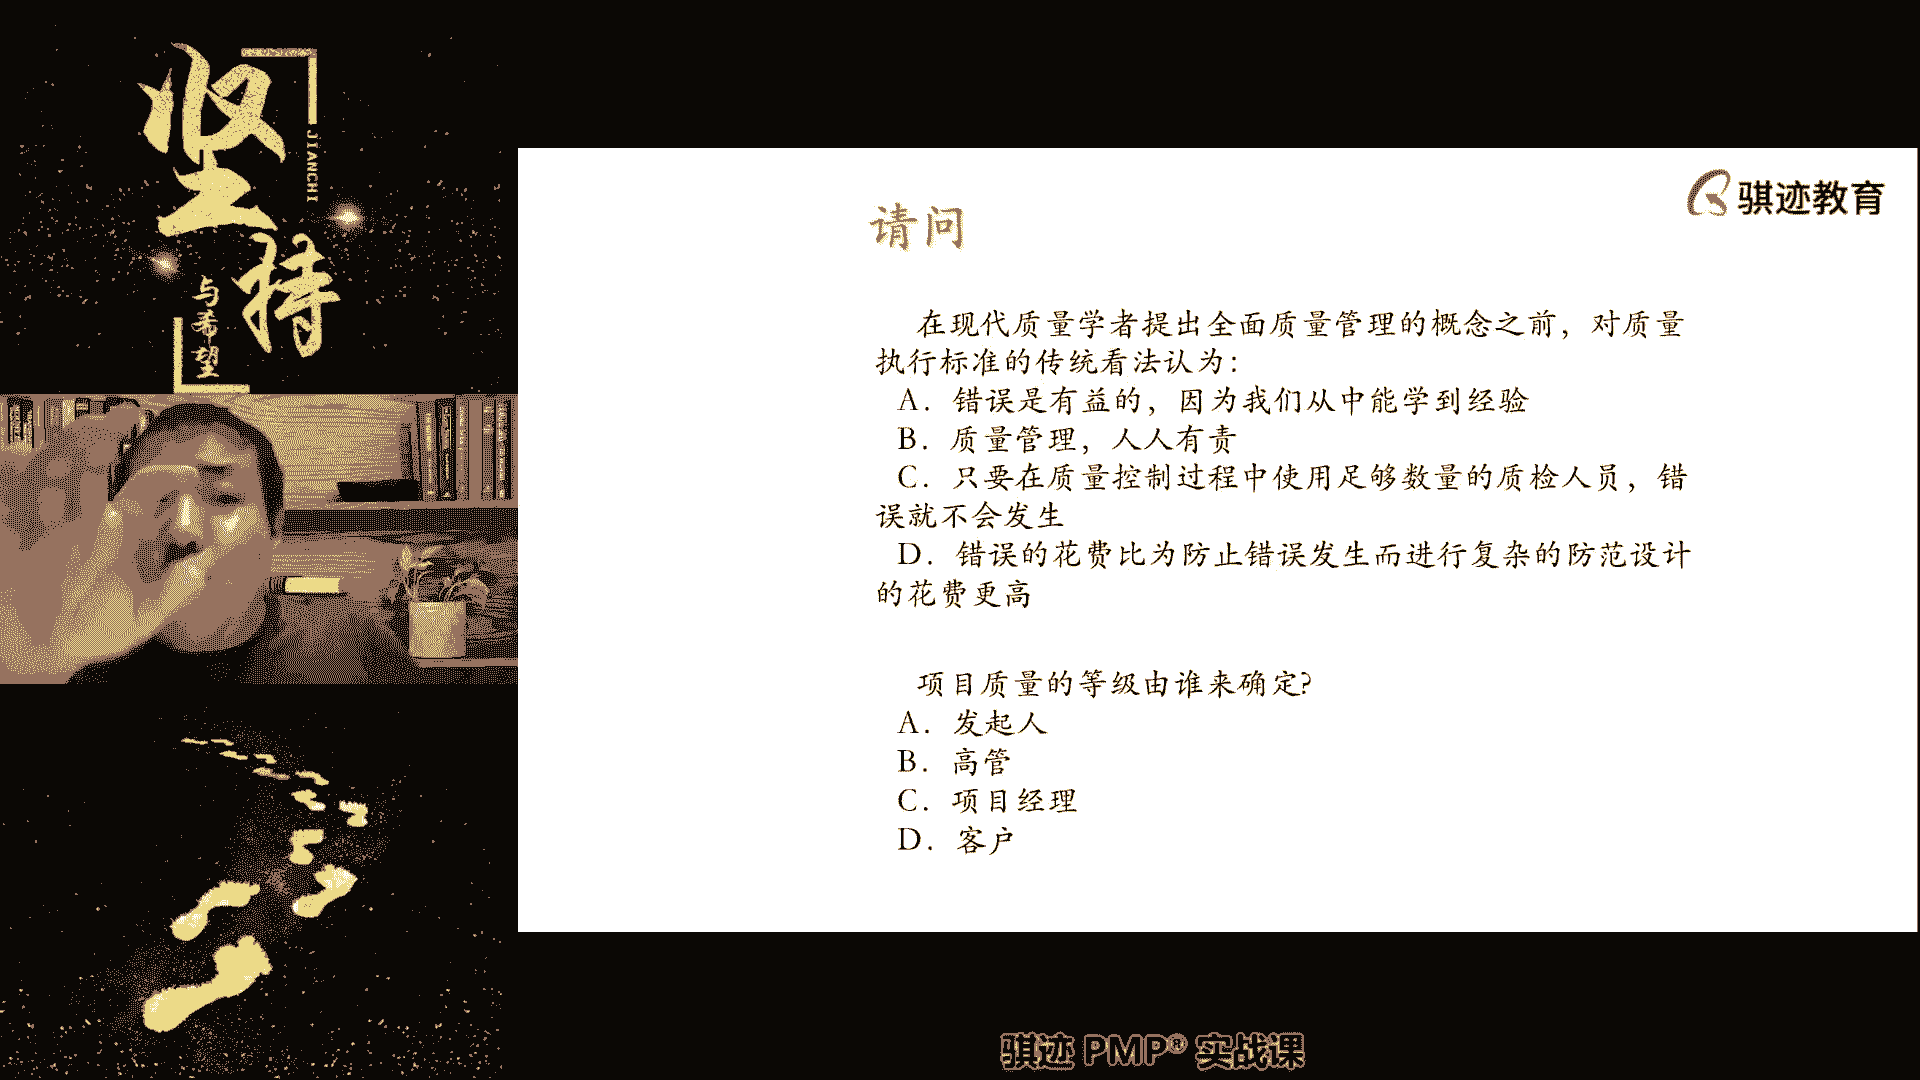 坚持
JIANCHI
与希望
骐迹教育
请问
在现代质量学者提出全面质量管理的概念之前，对质量
执行标准的传统看法认为：
A．错误是有益的，因为我们从中能学到经验
B．质量管理，人人有责
C．只要在质量控制过程中使用足够数量的质检人员，错
误就不会发生
D．错误的花费比为防止错误发生而进行复杂的防范设计
的花费更高
项目质量的等级由谁来确定?
A．发起人
B．高管
C．项目经理
D．客户
骐迹 PMP® 实战课